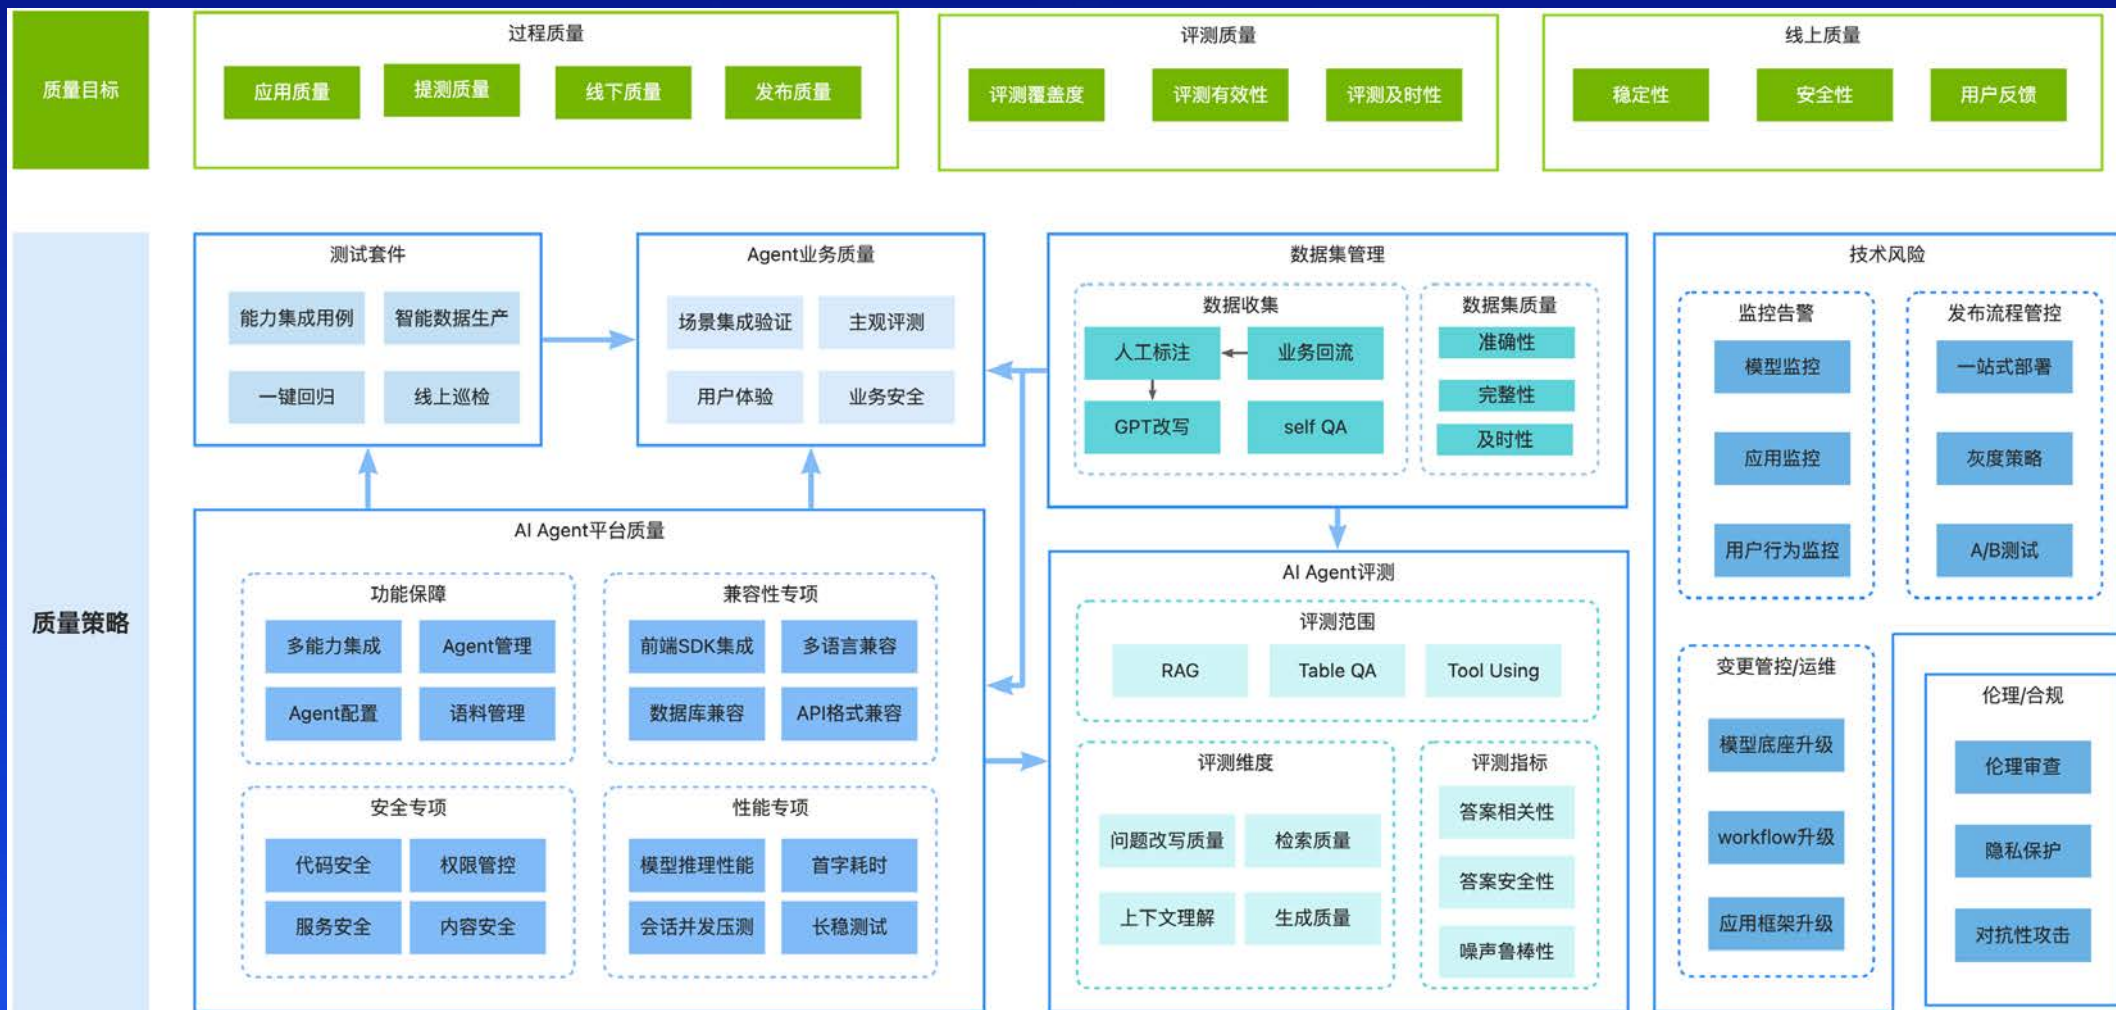 质量目标
过程质量
应用质量
提测质量
线下质量
发布质量
评测质量
评测覆盖度
评测有效性
评测及时性
线上质量
稳定性
安全性
用户反馈
质量策略
测试套件
能力集成用例
智能数据生产
一键回归
线上巡检
Agent业务质量
场景集成验证
主观评测
用户体验
业务安全
AI Agent平台质量
功能保障
多能力集成
Agent管理
Agent配置
语料管理
兼容性专项
前端SDK集成
多语言兼容
数据库兼容
API格式兼容
安全专项
代码安全
权限管控
服务安全
内容安全
性能专项
模型推理性能
首字耗时
会话并发压测
长稳测试
数据集管理
数据收集
人工标注
业务回流
GPT改写
self QA
数据集质量
准确性
完整性
及时性
AI Agent评测
评测范围
RAG
Table QA
Tool Using
评测维度
问题改写质量
检索质量
上下文理解
生成质量
评测指标
答案相关性
答案安全性
噪声鲁棒性
技术风险
监控告警
模型监控
应用监控
用户行为监控
发布流程管控
一站式部署
灰度策略
A/B测试
变更管控/运维
模型底座升级
workflow升级
应用框架升级
伦理/合规
伦理审查
隐私保护
对抗性攻击